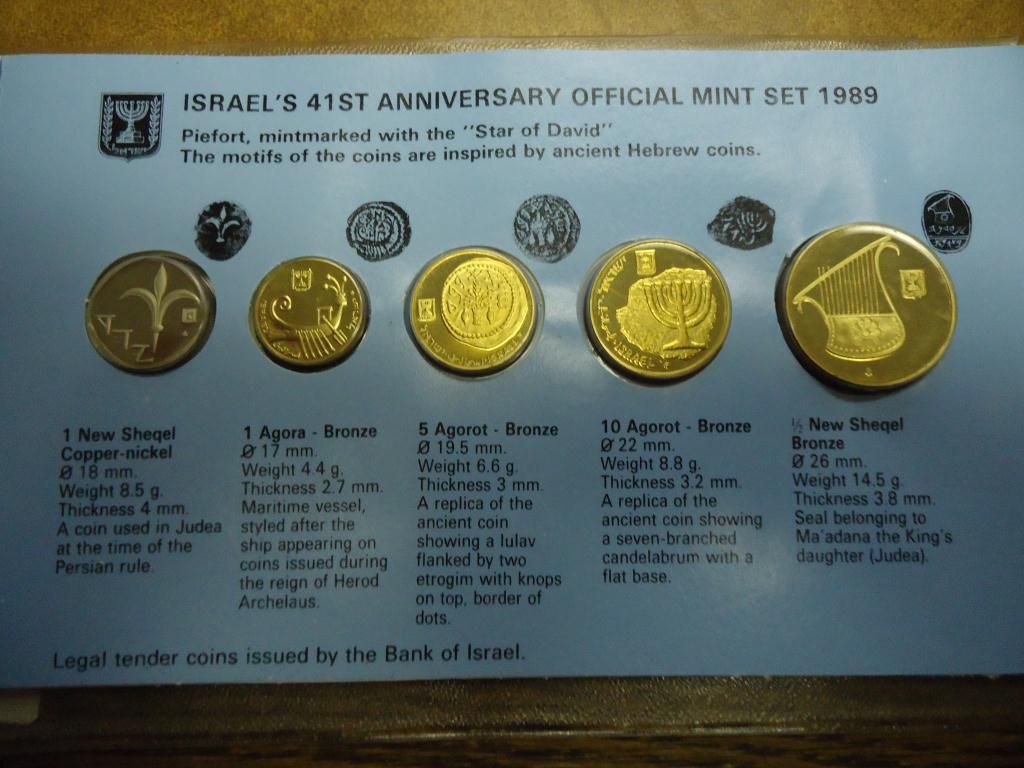 ISRAEL'S 41ST ANNIVERSARY OFFICIAL MINT SET 1989
Piefort, mintmarked with the "Star of David"
The motifs of the coins are inspired by ancient Hebrew coins.
1 New Sheqel
Copper-nickel
Ø 18 mm.
Weight 8.5 g.
Thickness 4 mm.
A coin used in Judea
at the time of the
Persian rule.
1 Agora - Bronze
Ø 17 mm.
Weight 4.4 g.
Thickness 2.7 mm.
Maritime vessel,
styled after the
ship appearing on
coins issued during
the reign of Herod
Archelaus.
5 Agorot - Bronze
Ø 19.5 mm.
Weight 6.6 g.
Thickness 3 mm.
A replica of the
ancient coin
showing a lulav
flanked by two
etrogim with knops
on top, border of
dots.
10 Agorot - Bronze
Ø 22 mm.
Weight 8.8 g.
Thickness 3.2 mm.
A replica of the
ancient coin showing
a seven-branched
candelabrum with a
flat base.
½ New Sheqel
Bronze
Ø 26 mm.
Weight 14.5 g.
Thickness 3.8 mm.
Seal belonging to
Ma'adana the King's
daughter (Judea).
Legal tender coins issued by the Bank of Israel.
ISRAEL